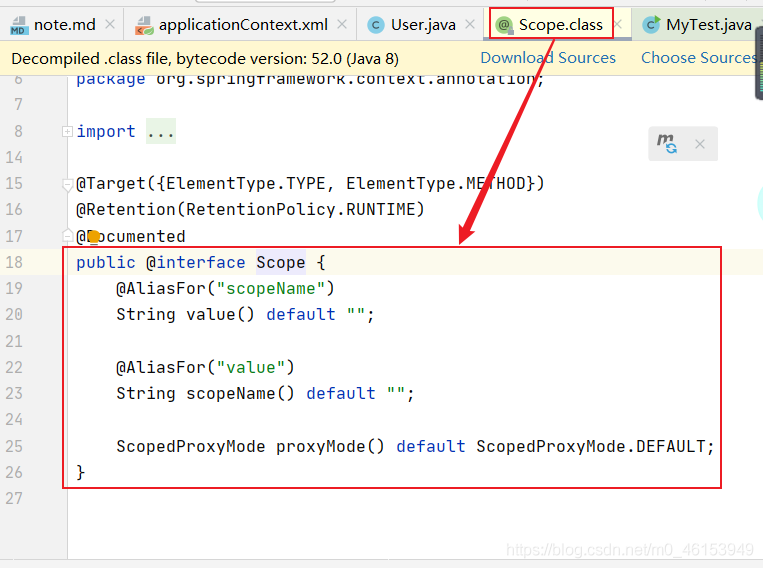 note.md applicationContext.xml User.java Scope.class MyTest.java
Decompiled .class file, bytecode version: 52.0 (Java 8) Download Sources Choose Sources
6 package org.springframework.context.annotation;
7
8 import ...
14
15 @Target({ElementType.TYPE, ElementType.METHOD})
16 @Retention(RetentionPolicy.RUNTIME)
17 @Documented
18 public @interface Scope {
19 @AliasFor("scopeName")
20 String value() default "";
21
22 @AliasFor("value")
23 String scopeName() default "";
24
25 ScopedProxyMode proxyMode() default ScopedProxyMode.DEFAULT;
26 }
27
https://blog.csdn.net/m0_46153949